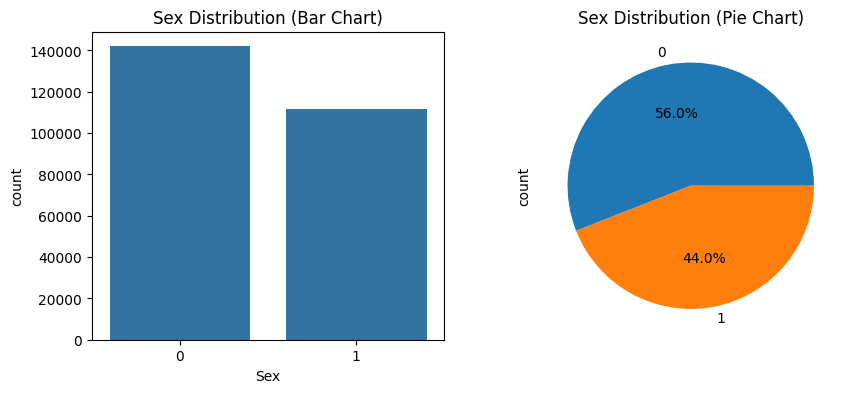 Sex Distribution (Bar Chart)
140000
120000
100000
80000
60000
40000
20000
0
count
0
1
Sex
Sex Distribution (Pie Chart)
0
56.0%
count
44.0%
1